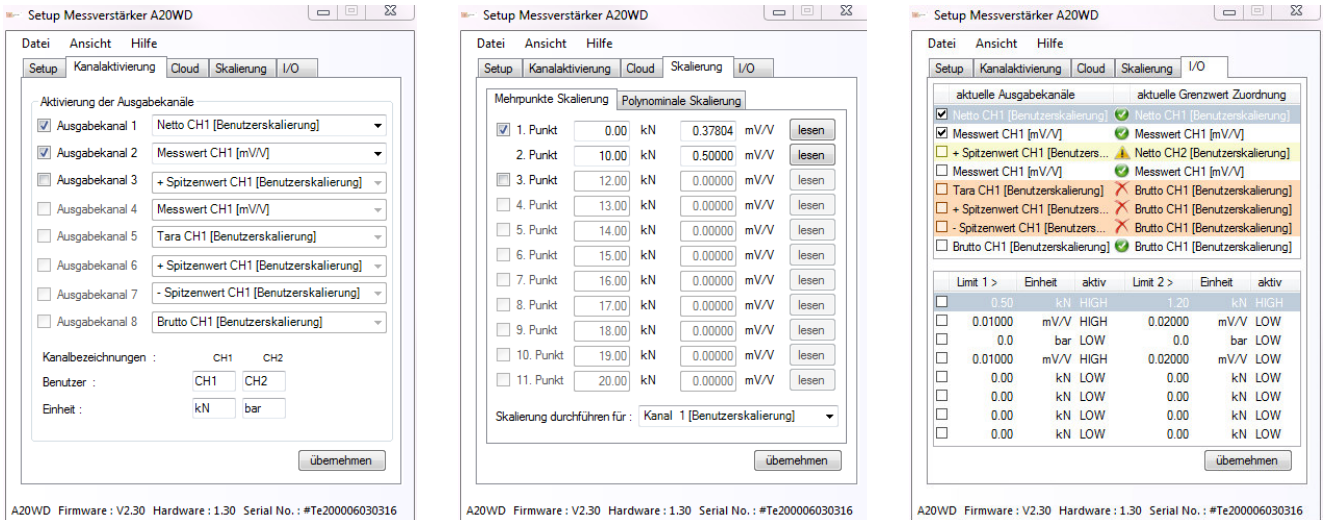 Setup Messverstärker A20WD
Datei Ansicht Hilfe
Setup Kanalaktivierung Cloud Skalierung I/O
Aktivierung der Ausgabekanäle
Ausgabekanal 1 Netto CH1 [Benutzerskalierung]
Ausgabekanal 2 Messwert CH1 [mV/V]
Ausgabekanal 3 + Spitzenwert CH1 [Benutzerskalierung]
Ausgabekanal 4 Messwert CH1 [mV/V]
Ausgabekanal 5 Tara CH1 [Benutzerskalierung]
Ausgabekanal 6 + Spitzenwert CH1 [Benutzerskalierung]
Ausgabekanal 7 - Spitzenwert CH1 [Benutzerskalierung]
Ausgabekanal 8 Brutto CH1 [Benutzerskalierung]
Kanalbezeichnungen : CH1 CH2
Benutzer : CH1 CH2
Einheit : kN bar
übernehmen
A20WD Firmware : V2.30 Hardware : 1.30 Serial No. : #Te200006030316
Setup Messverstärker A20WD
Datei Ansicht Hilfe
Setup Kanalaktivierung Cloud Skalierung I/O
Mehrpunkte Skalierung Polynominale Skalierung
1. Punkt 0.00 kN 0.37804 mV/V lesen
2. Punkt 10.00 kN 0.50000 mV/V lesen
3. Punkt 12.00 kN 0.00000 mV/V lesen
4. Punkt 13.00 kN 0.00000 mV/V lesen
5. Punkt 14.00 kN 0.00000 mV/V lesen
6. Punkt 15.00 kN 0.00000 mV/V lesen
7. Punkt 16.00 kN 0.00000 mV/V lesen
8. Punkt 17.00 kN 0.00000 mV/V lesen
9. Punkt 18.00 kN 0.00000 mV/V lesen
10. Punkt 19.00 kN 0.00000 mV/V lesen
11. Punkt 20.00 kN 0.00000 mV/V lesen
Skalierung durchführen für : Kanal 1 [Benutzerskalierung]
übernehmen
A20WD Firmware : V2.30 Hardware : 1.30 Serial No. : #Te200006030316
Setup Messverstärker A20WD
Datei Ansicht Hilfe
Setup Kanalaktivierung Cloud Skalierung I/O
aktuelle Ausgabekanäle aktuelle Grenzwert Zuordnung
Netto CH1 [Benutzerskalierung] Netto CH1 [Benutzerskalierung]
Messwert CH1 [mV/V] Messwert CH1 [mV/V]
+ Spitzenwert CH1 [Benutzers... Netto CH2 [Benutzerskalierung]
Messwert CH1 [mV/V] Messwert CH1 [mV/V]
Tara CH1 [Benutzerskalierung] Brutto CH1 [Benutzerskalierung]
+ Spitzenwert CH1 [Benutzers... Brutto CH1 [Benutzerskalierung]
- Spitzenwert CH1 [Benutzers... Brutto CH1 [Benutzerskalierung]
Brutto CH1 [Benutzerskalierung] Brutto CH1 [Benutzerskalierung]
Limit 1 > Einheit aktiv Limit 2 > Einheit aktiv
0.50 kN HIGH 1.20 kN HIGH
0.01000 mV/V HIGH 0.02000 mV/V LOW
0.0 bar LOW 0.0 bar LOW
0.01000 mV/V HIGH 0.02000 mV/V LOW
0.00 kN LOW 0.00 kN LOW
0.00 kN LOW 0.00 kN LOW
0.00 kN LOW 0.00 kN LOW
0.00 kN LOW 0.00 kN LOW
übernehmen
A20WD Firmware : V2.30 Hardware : 1.30 Serial No. : #Te200006030316